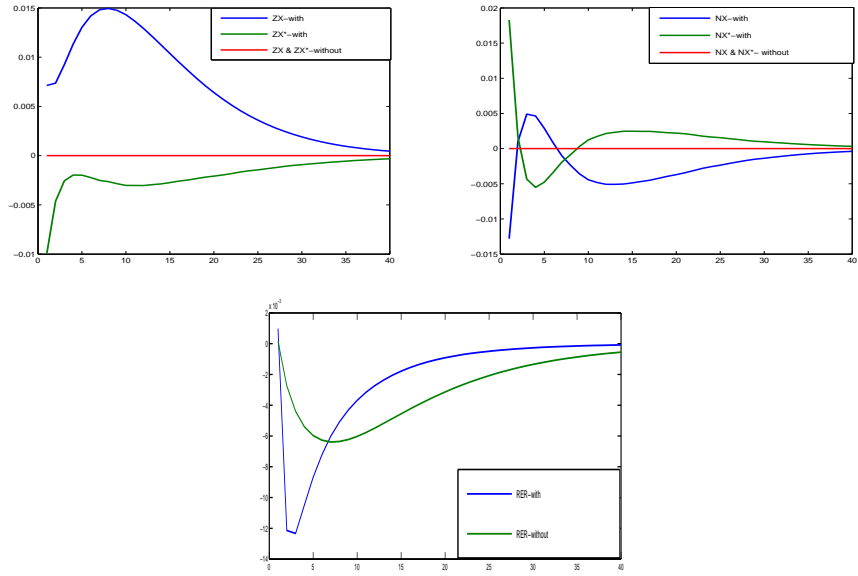 0.015
0.01
0.005
0
−0.005
−0.01
0 5 10 15 20 25 30 35 40
ZX−with
ZX*−with
ZX & ZX*−without
0.02
0.015
0.01
0.005
0
−0.005
−0.01
−0.015
0 5 10 15 20 25 30 35 40
NX−with
NX*−with
NX & NX*− without
x 10⁻³
2
0
−2
−4
−6
−8
−10
−12
−14
0 5 10 15 20 25 30 35 40
RER−with
RER−without